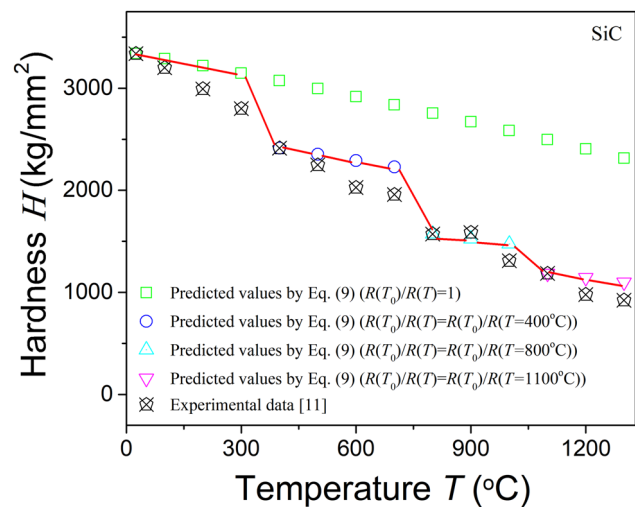 SiC
3000
2000
1000
0
Hardness H (kg/mm²)
Predicted values by Eq. (9) (R(T₀)/R(T)=1)
Predicted values by Eq. (9) (R(T₀)/R(T)=R(T₀)/R(T=400°C))
Predicted values by Eq. (9) (R(T₀)/R(T)=R(T₀)/R(T=800°C))
Predicted values by Eq. (9) (R(T₀)/R(T)=R(T₀)/R(T=1100°C))
Experimental data [11]
0 300 600 900 1200
Temperature T (°C)